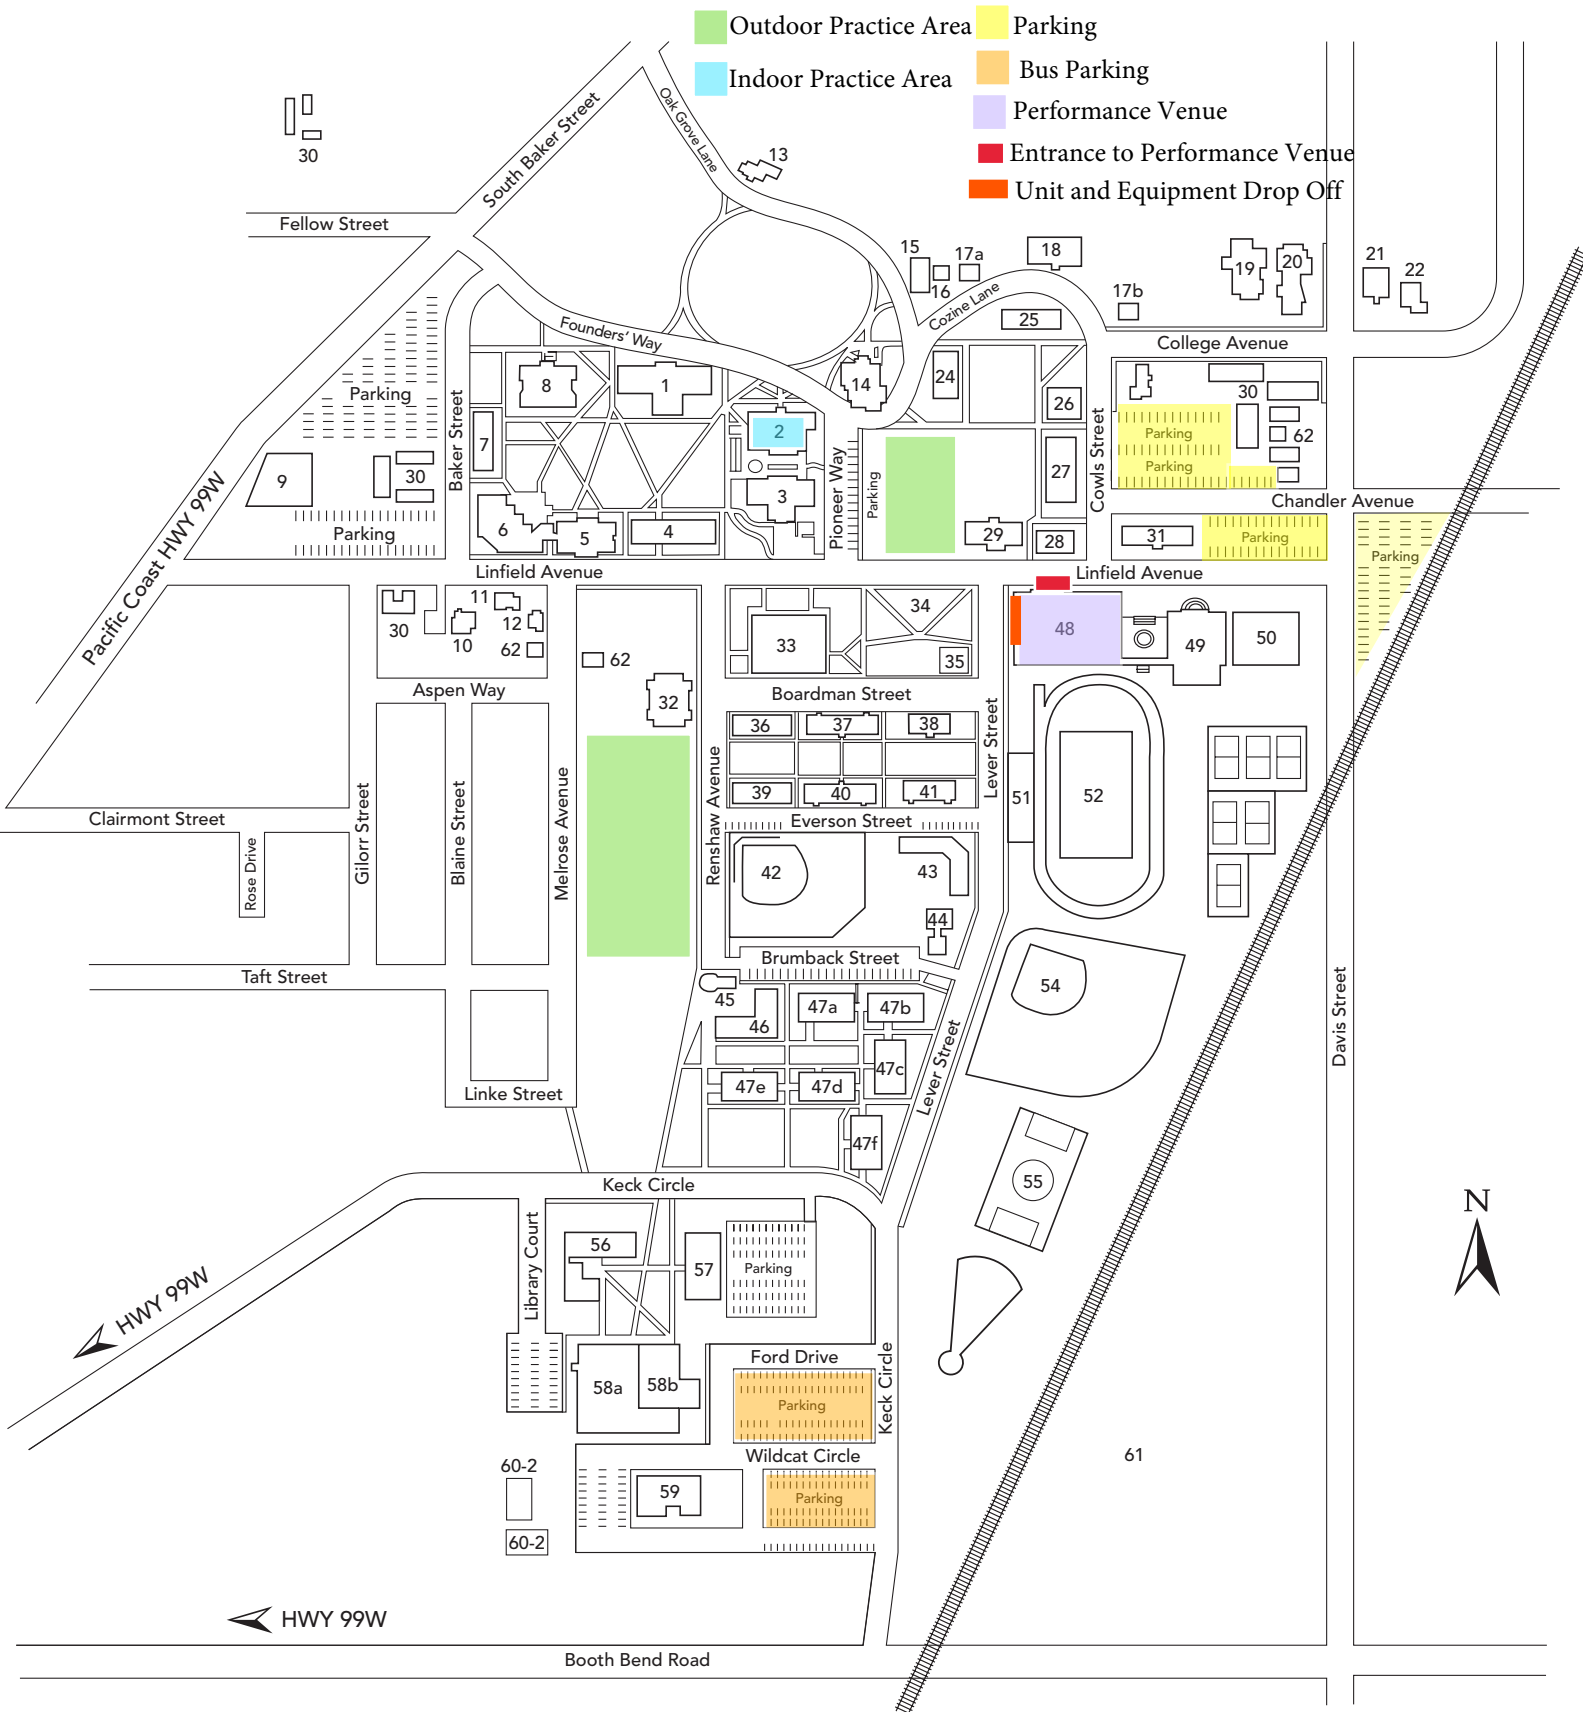 Outdoor Practice Area
Parking
Indoor Practice Area
Bus Parking
Performance Venue
Entrance to Performance Venue
Unit and Equipment Drop Off
30
South Baker Street
Oak Grove Lane
13
Fellow Street
15
16
17a
18
17b
19
20
21
22
Cozine Lane
25
College Avenue
Founders' Way
8
1
14
24
26
30
62
Parking
Baker Street
7
2
Pioneer Way
Parking
27
Cowls Street
Parking
Parking
Pacific Coast HWY 99W
9
30
3
Chandler Avenue
Parking
6
5
4
29
28
31
Parking
Parking
Linfield Avenue
Linfield Avenue
30
11
10
12
62
62
33
34
35
48
49
50
Aspen Way
32
Boardman Street
36
37
38
Lever Street
Gilorr Street
Blaine Street
Melrose Avenue
Renshaw Avenue
39
40
41
51
52
Clairmont Street
Rose Drive
Everson Street
42
43
44
Brumback Street
Taft Street
54
Davis Street
45
46
47a
47b
47c
47e
47d
Lever Street
Linke Street
47f
55
Keck Circle
N
Library Court
56
57
Parking
HWY 99W
Ford Drive
58a
58b
Parking
Keck Circle
Wildcat Circle
61
60-2
59
Parking
60-2
HWY 99W
Booth Bend Road